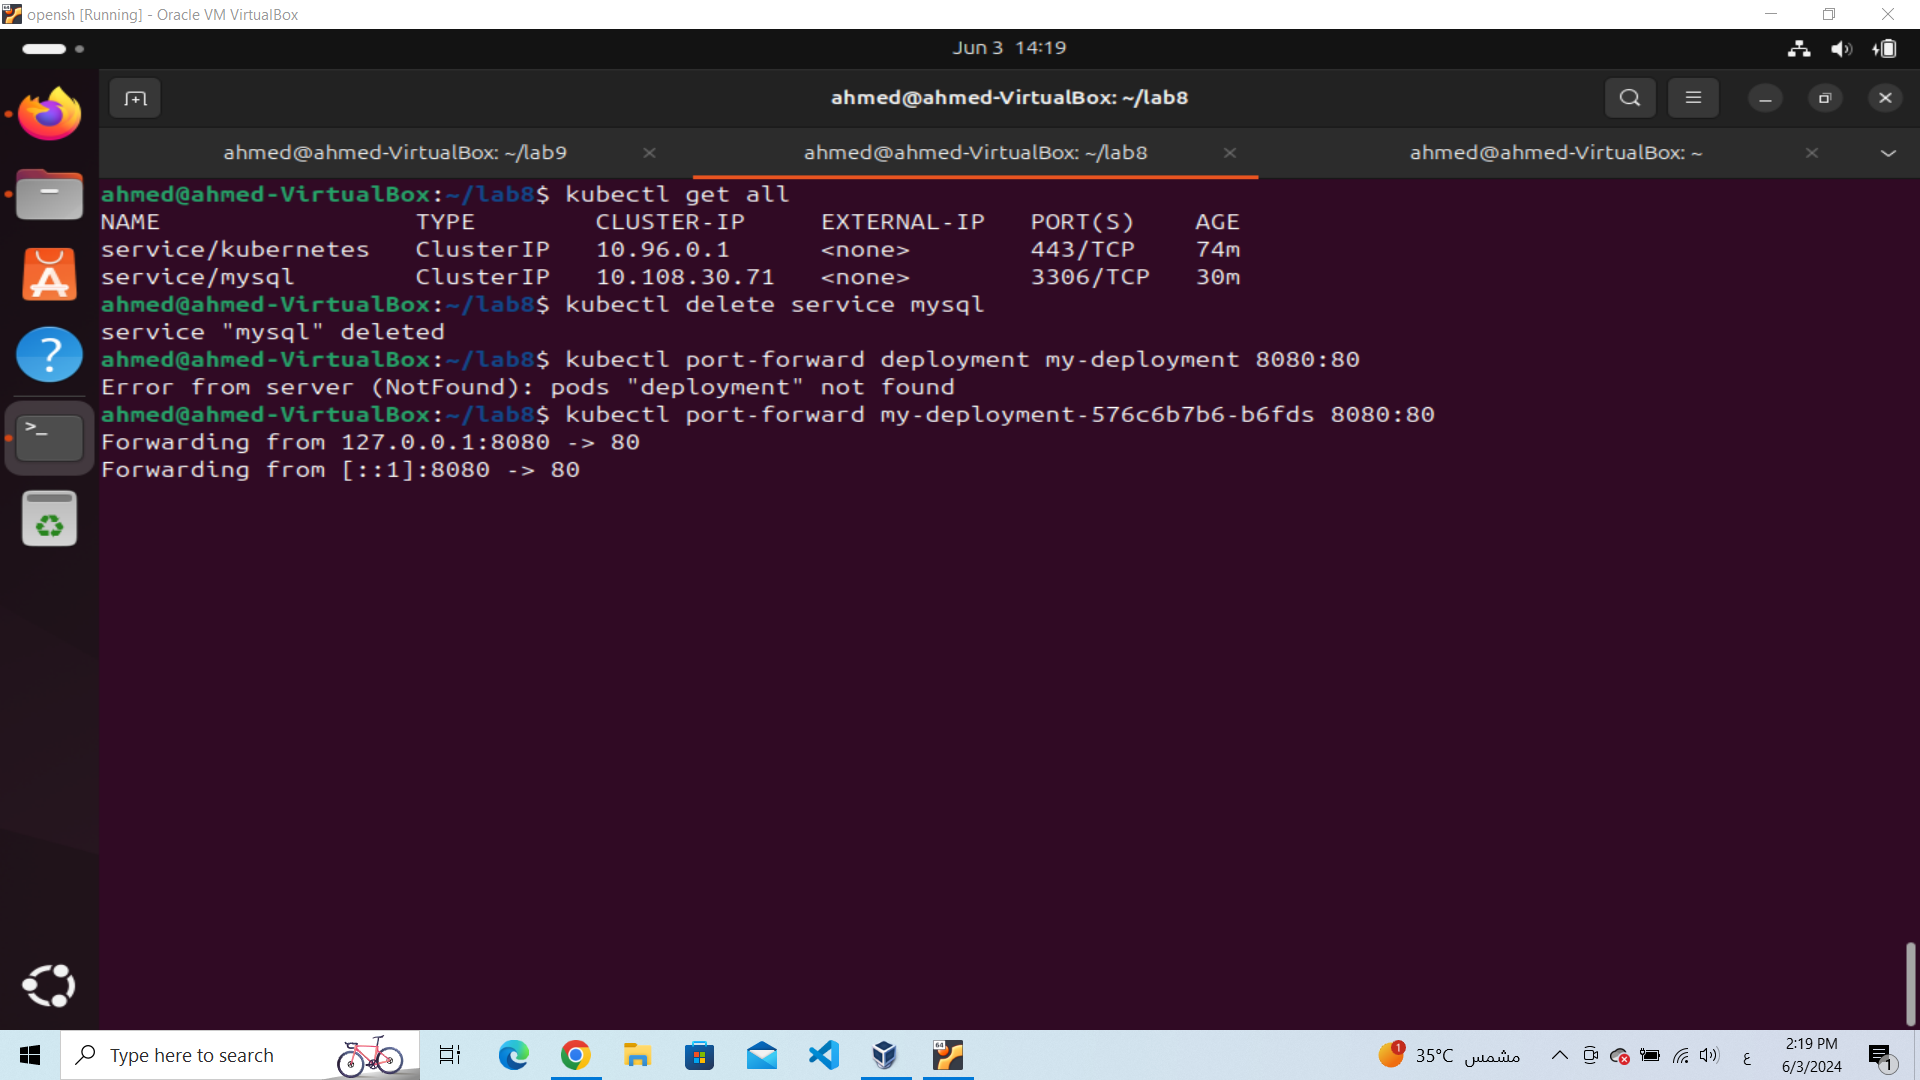 opensh [Running] - Oracle VM VirtualBox
Jun 3 14:19
ahmed@ahmed-VirtualBox: ~/lab8
ahmed@ahmed-VirtualBox: ~/lab9
ahmed@ahmed-VirtualBox: ~/lab8
ahmed@ahmed-VirtualBox: ~
ahmed@ahmed-VirtualBox:~/lab8$ kubectl get all
NAME TYPE CLUSTER-IP EXTERNAL-IP PORT(S) AGE
service/kubernetes ClusterIP 10.96.0.1 <none> 443/TCP 74m
service/mysql ClusterIP 10.108.30.71 <none> 3306/TCP 30m
ahmed@ahmed-VirtualBox:~/lab8$ kubectl delete service mysql
service "mysql" deleted
ahmed@ahmed-VirtualBox:~/lab8$ kubectl port-forward deployment my-deployment 8080:80
Error from server (NotFound): pods "deployment" not found
ahmed@ahmed-VirtualBox:~/lab8$ kubectl port-forward my-deployment-576c6b7b6-b6fds 8080:80
Forwarding from 127.0.0.1:8080 -> 80
Forwarding from [::1]:8080 -> 80
Type here to search
1
35°C مشمس
ع
2:19 PM
6/3/2024
1